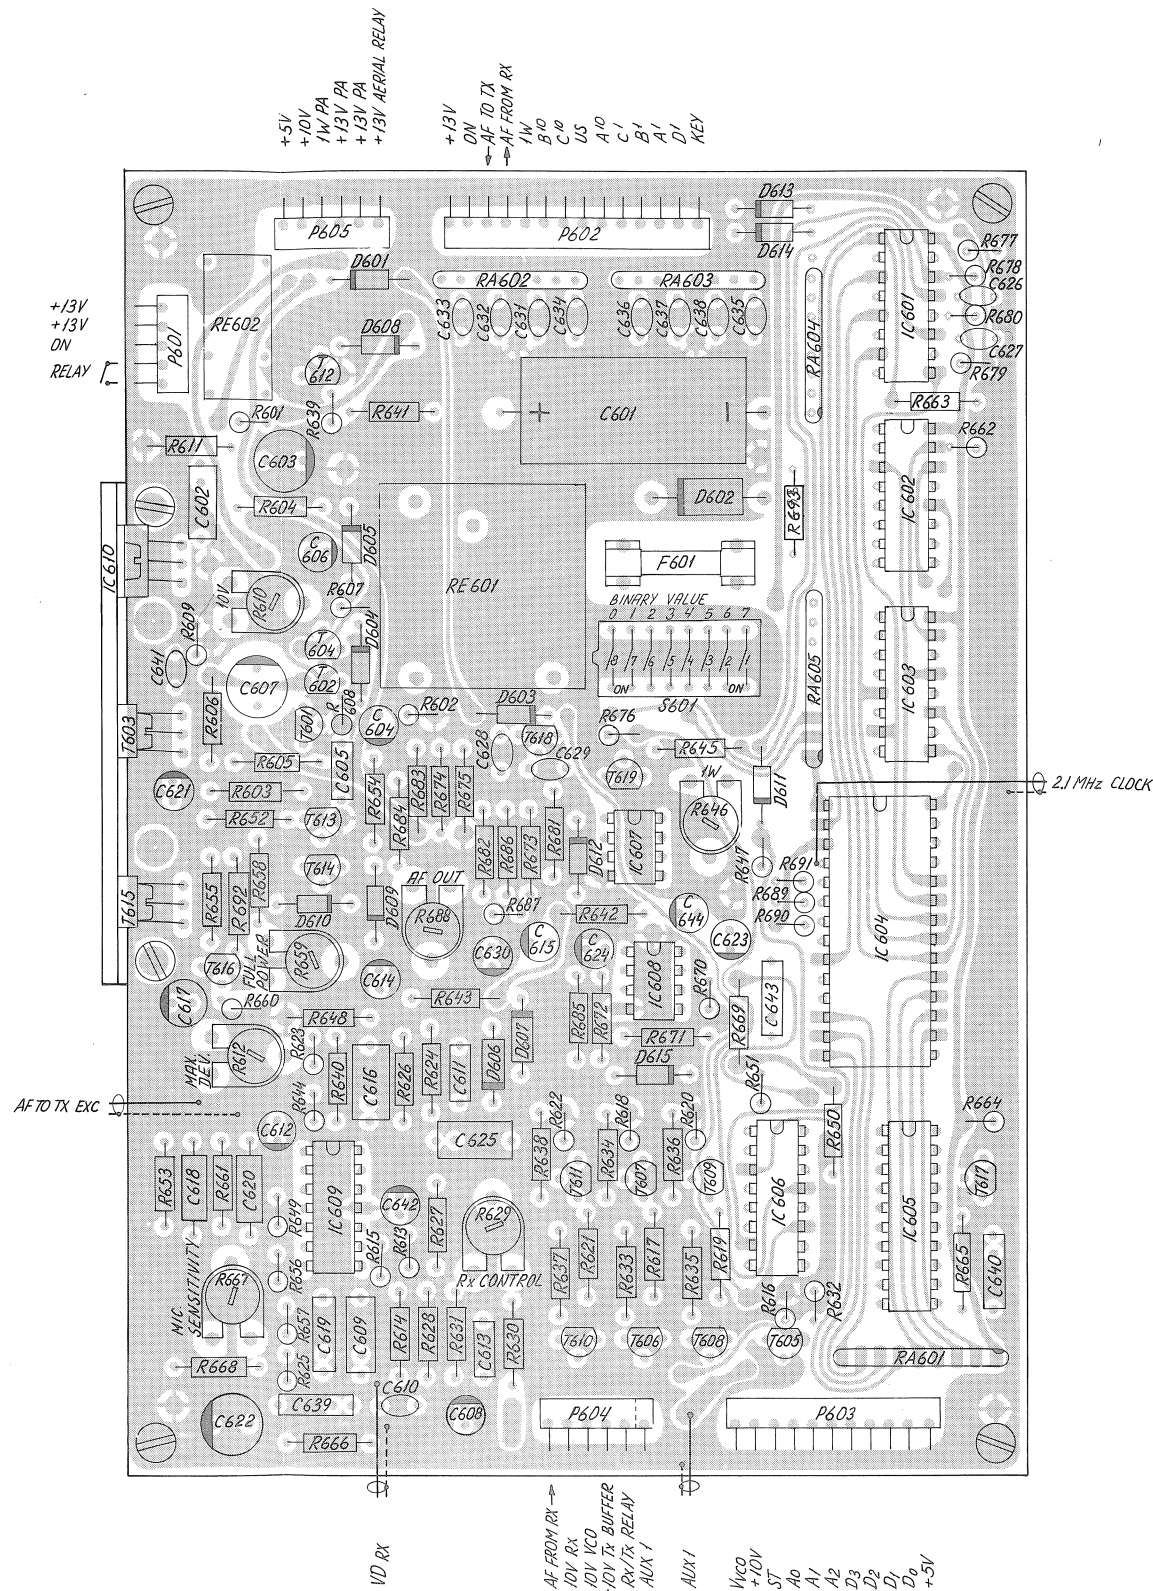 +5V
+10V
1W PA
+13V PA
+13V PA
+13V AERIAL RELAY
+13V
ON
AF TO TX
AF FROM RX
1W
B10
C10
US
A10
C1
B1
A1
D1
KEY
P605
P602
D613
D614
R677
R678
C626
R680
C627
R679
IC601
D601
RA602
RA603
RA604
C633
C632
C631
C634
C636
C637
C638
C635
+13V
+13V
ON
RELAY
P601
RE602
D608
T612
R601
R639
R641
C601
+
−
R663
R662
R611
C603
C602
R604
D602
R693
IC602
IC610
C606
D605
RE601
F601
10V
R610
R607
R609
T604
D604
BINARY VALUE
0 1 2 3 4 5 6 7
8 7 6 5 4 3 2 1
ON ON
S601
RA605
IC603
C641
C607
T602
R606
T603
T601
R608
C604
R602
D603
C628
T618
C629
R676
R645
T619
1W
D611
R605
C605
C621
R603
R654
R683
R674
R675
2.1 MHz CLOCK
R652
T613
R684
R682
R686
R673
R681
D612
IC607
R646
R647
R691
R689
R690
IC604
T614
AF OUT
R655
R692
R658
T615
D610
D609
R688
R687
R642
C644
C615
C624
C623
T616
FULL POWER
R659
C614
C630
IC608
R670
C617
R660
R643
R685
R672
R669
C643
R648
R671
MAX. DEV.
R612
R623
R640
C616
R626
R624
C611
D606
D607
D615
R651
AF TO TX EXC
R644
C612
C625
R622
R618
R620
R650
R664
R638
R634
R636
R653
C618
R661
C620
IC609
T611
T607
T609
IC606
IC605
T617
C642
R649
R627
R629
R615
R613
R656
Rx CONTROL
R637
R621
R633
R617
R635
R619
R665
C640
MIC SENSITIVITY
R667
R616
R632
R657
C619
C609
R614
R628
R631
C613
R630
T610
T606
T608
T605
R668
R625
RA601
C610
C639
C622
C608
P604
P603
R666
VD RX
AF FROM RX
10V RX
10V VCO
10V Tx BUFFER
Rx/Tx RELAY
AUX 1
AUX 1
VVCO
+10V
ST
A0
A1
A2
D3
D2
D1
D0
+5V